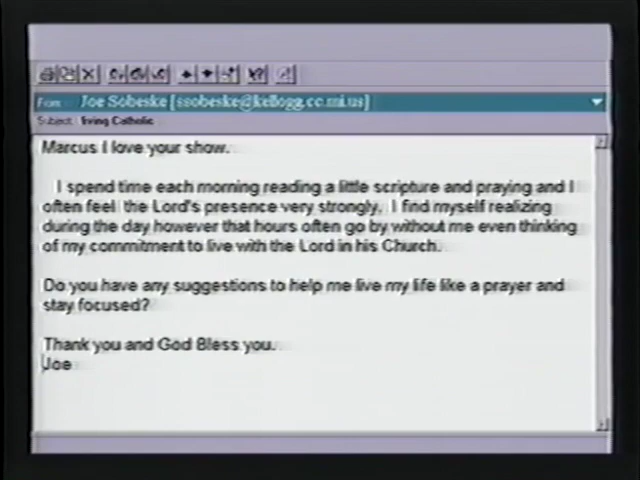 From: Joe Sobeske [ssobeske@kellogg.cc.mi.us]
Subject: living Catholic
Marcus I love your show.
I spend time each morning reading a little scripture and praying and I
often feel the Lord's presence very strongly. I find myself realizing
during the day however that hours often go by without me even thinking
of my commitment to live with the Lord in his Church.
Do you have any suggestions to help me live my life like a prayer and
stay focused?
Thank you and God Bless you.
Joe